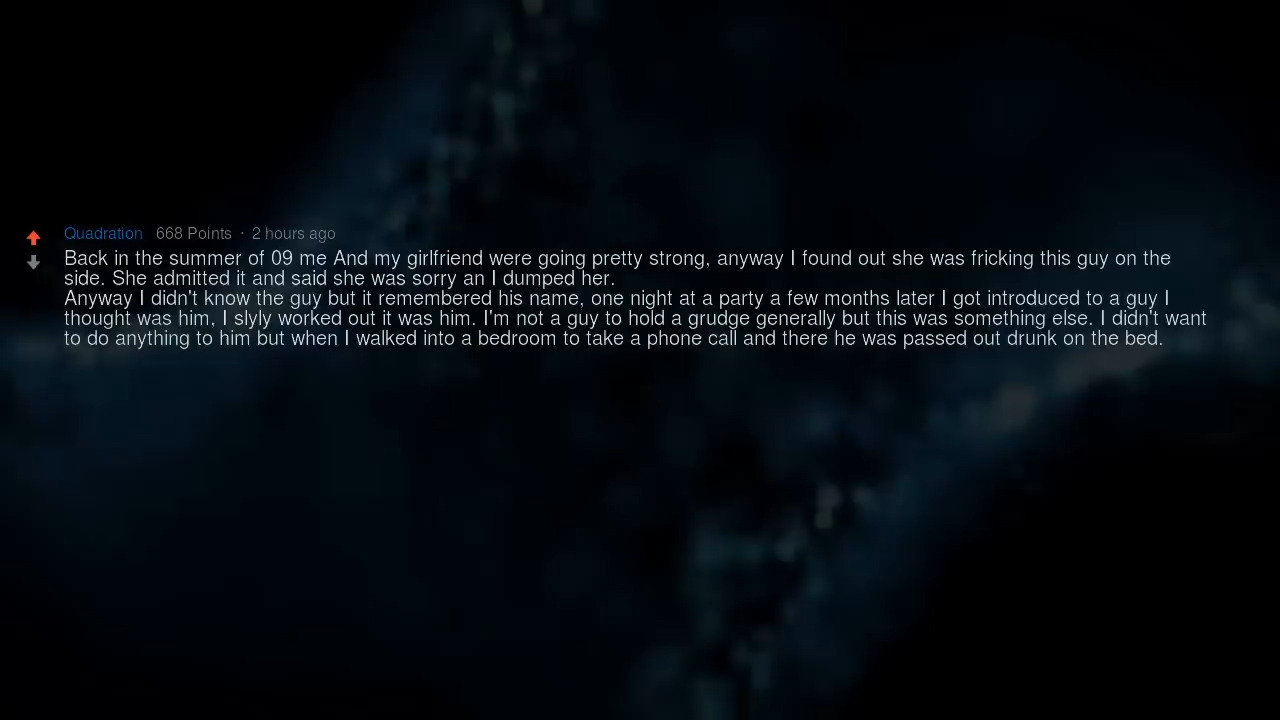 Quadration 668 Points · 2 hours ago
Back in the summer of 09 me And my girlfriend were going pretty strong, anyway I found out she was fricking this guy on the
side. She admitted it and said she was sorry an I dumped her.
Anyway I didn't know the guy but it remembered his name, one night at a party a few months later I got introduced to a guy I
thought was him, I slyly worked out it was him. I'm not a guy to hold a grudge generally but this was something else. I didn't want
to do anything to him but when I walked into a bedroom to take a phone call and there he was passed out drunk on the bed.